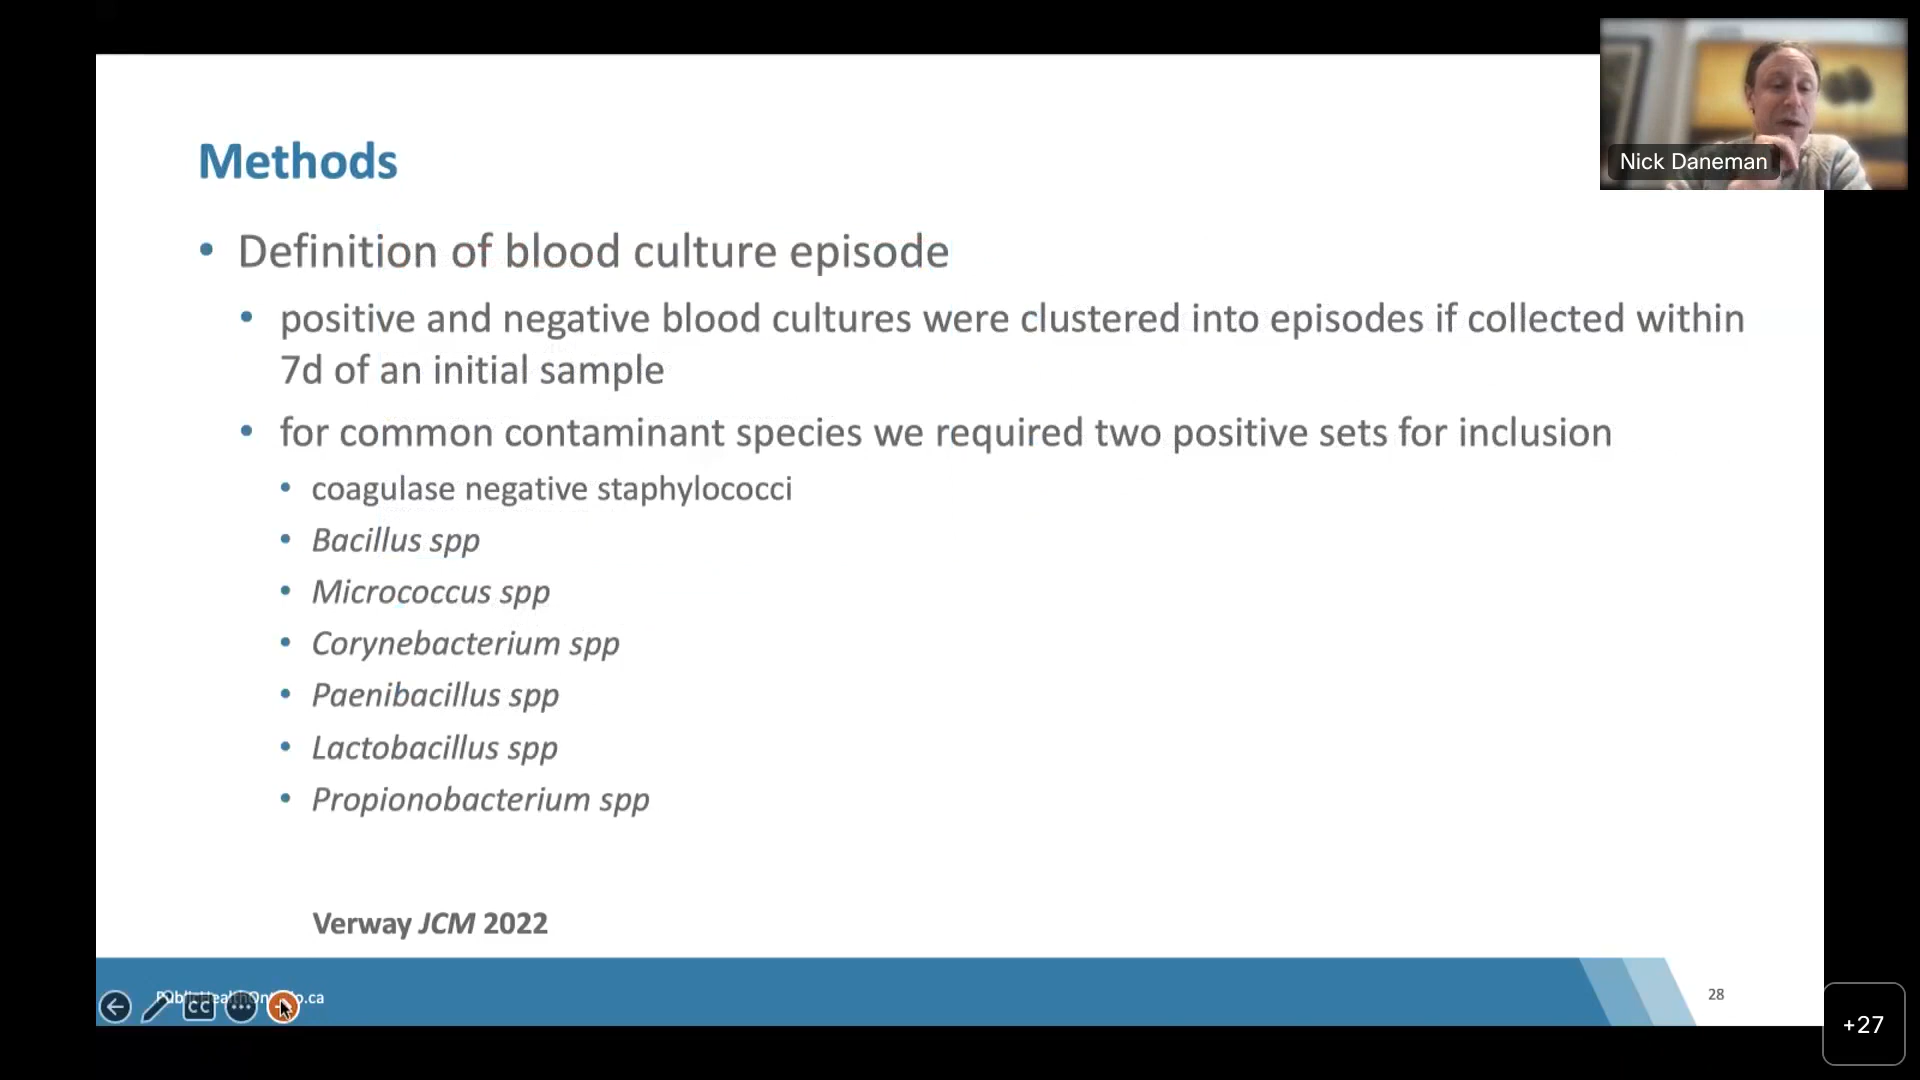 Methods
Nick Daneman
• Definition of blood culture episode
• positive and negative blood cultures were clustered into episodes if collected within
7d of an initial sample
• for common contaminant species we required two positive sets for inclusion
• coagulase negative staphylococci
• Bacillus spp
• Micrococcus spp
• Corynebacterium spp
• Paenibacillus spp
• Lactobacillus spp
• Propionobacterium spp
Verway JCM 2022
CC
28
+27